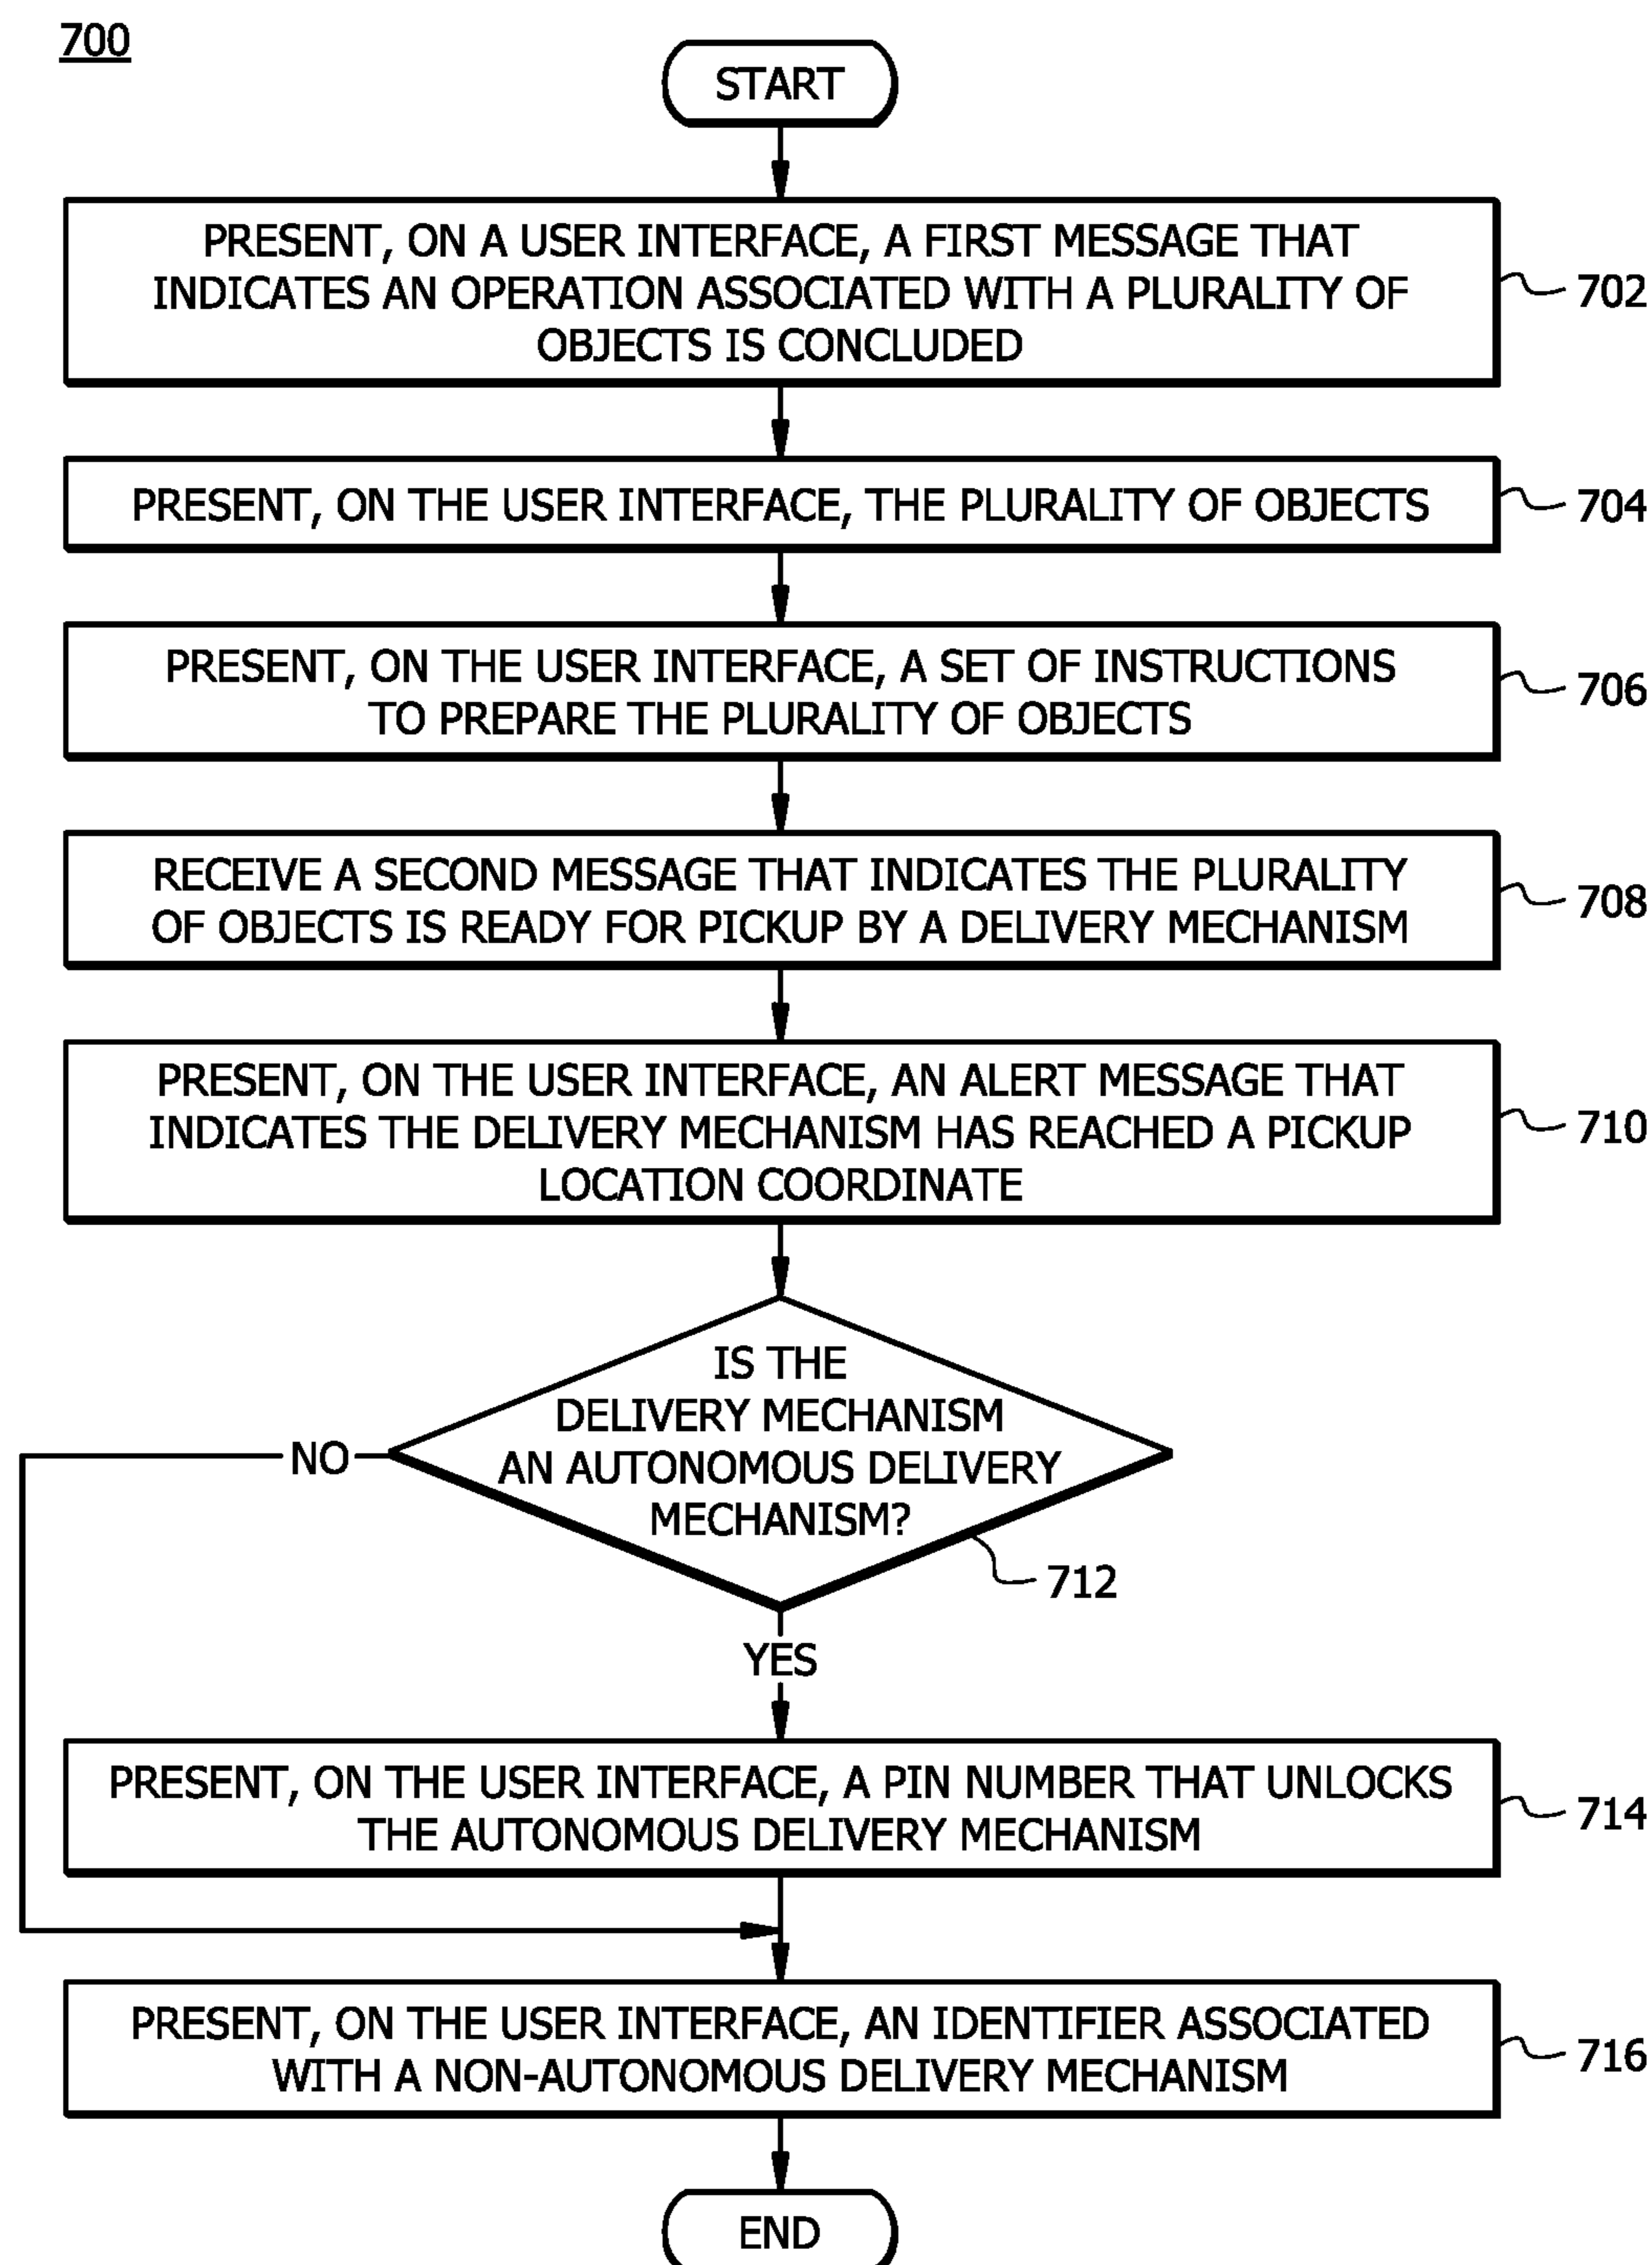 700
START
PRESENT, ON A USER INTERFACE, A FIRST MESSAGE THAT
INDICATES AN OPERATION ASSOCIATED WITH A PLURALITY OF
OBJECTS IS CONCLUDED
702
PRESENT, ON THE USER INTERFACE, THE PLURALITY OF OBJECTS
704
PRESENT, ON THE USER INTERFACE, A SET OF INSTRUCTIONS
TO PREPARE THE PLURALITY OF OBJECTS
706
RECEIVE A SECOND MESSAGE THAT INDICATES THE PLURALITY
OF OBJECTS IS READY FOR PICKUP BY A DELIVERY MECHANISM
708
PRESENT, ON THE USER INTERFACE, AN ALERT MESSAGE THAT
INDICATES THE DELIVERY MECHANISM HAS REACHED A PICKUP
LOCATION COORDINATE
710
IS THE
DELIVERY MECHANISM
AN AUTONOMOUS DELIVERY
MECHANISM?
712
NO
YES
PRESENT, ON THE USER INTERFACE, A PIN NUMBER THAT UNLOCKS
THE AUTONOMOUS DELIVERY MECHANISM
714
PRESENT, ON THE USER INTERFACE, AN IDENTIFIER ASSOCIATED
WITH A NON-AUTONOMOUS DELIVERY MECHANISM
716
END